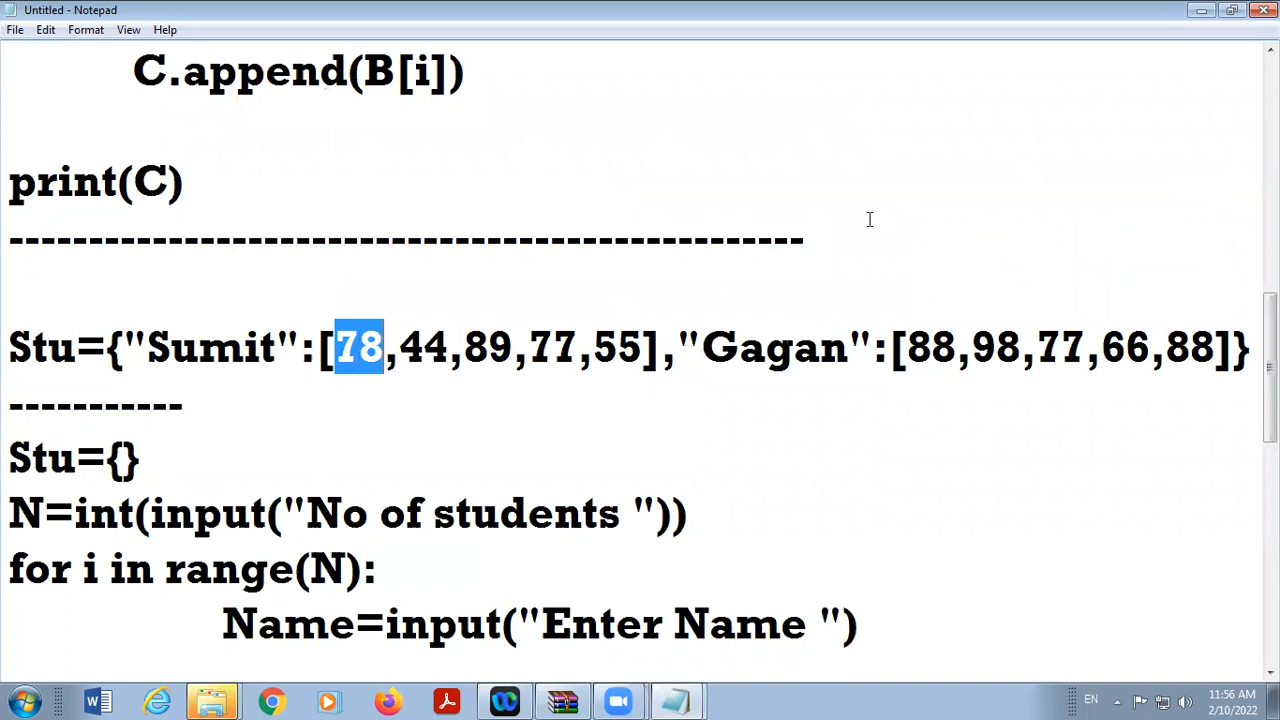 Untitled - Notepad
File Edit Format View Help
C.append(B[i])
print(C)
--------------------------------------------------
Stu={"Sumit":[78,44,89,77,55],"Gagan":[88,98,77,66,88]}
-----------
Stu={}
N=int(input("No of students "))
for i in range(N):
Name=input("Enter Name ")
EN
11:56 AM
2/10/2022